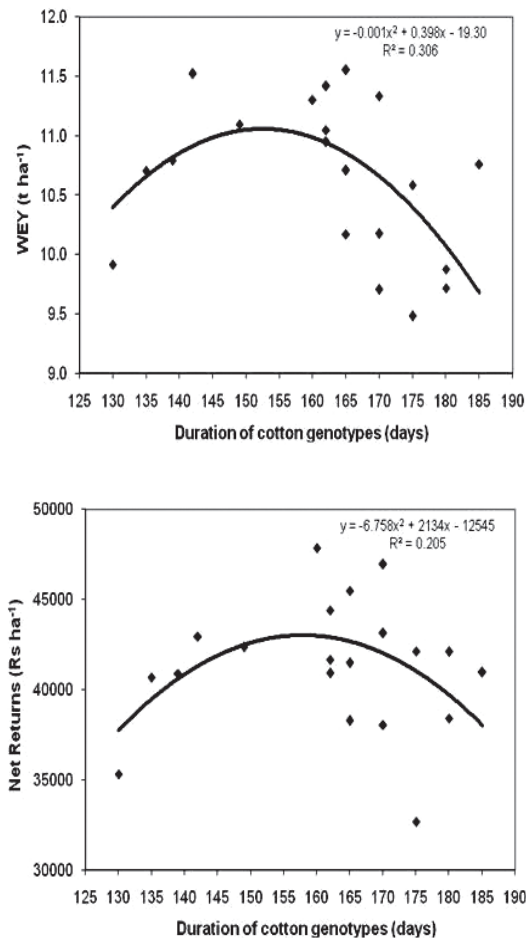 12.0
11.5
11.0
10.5
10.0
9.5
9.0
WEY (t ha⁻¹)
y = -0.001x² + 0.398x - 19.30
R² = 0.306
125 130 135 140 145 150 155 160 165 170 175 180 185 190
Duration of cotton genotypes (days)
50000
45000
40000
35000
30000
Net Returns (Rs ha⁻¹)
y = -6.758x² + 2134x - 12545
R² = 0.205
125 130 135 140 145 150 155 160 165 170 175 180 185 190
Duration of cotton genotypes (days)